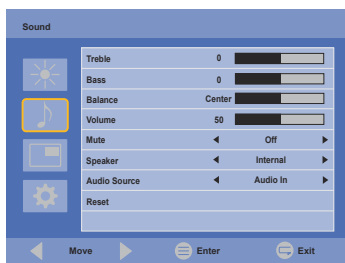 Sound
Treble 0
Bass 0
Balance Center
Volume 50
Mute Off
Speaker Internal
Audio Source Audio In
Reset
Move Enter Exit